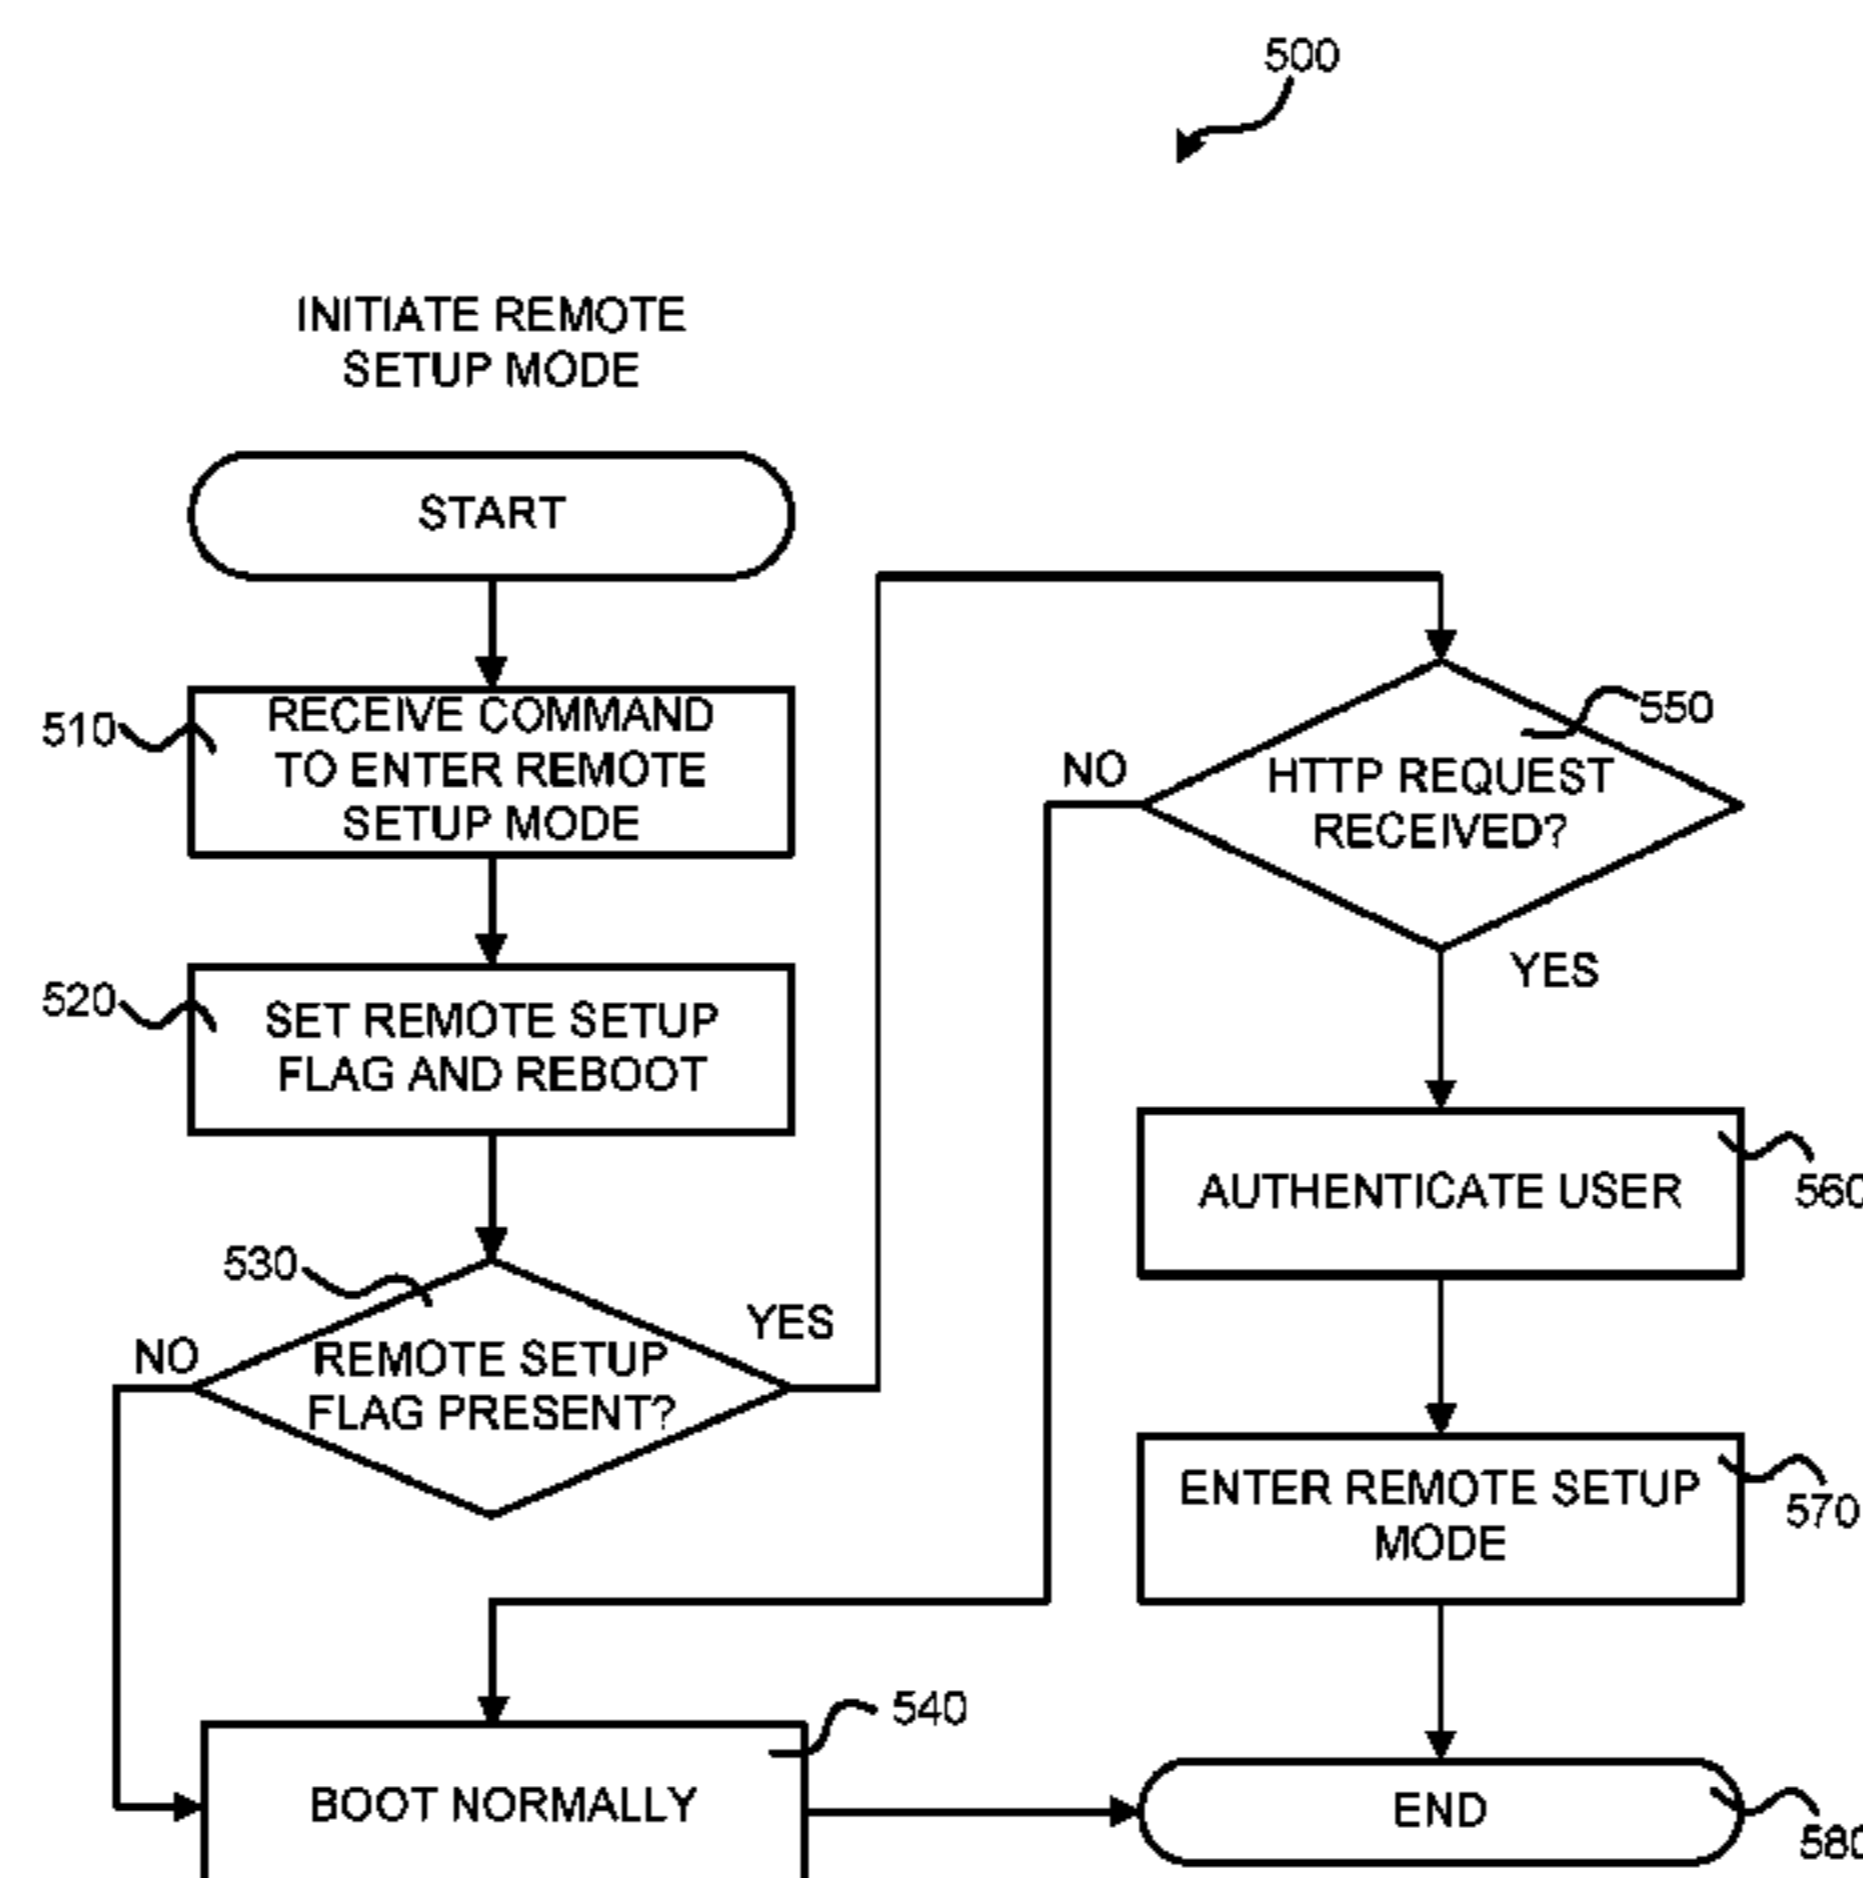 500
INITIATE REMOTE
SETUP MODE
START
510
RECEIVE COMMAND
TO ENTER REMOTE
SETUP MODE
520
SET REMOTE SETUP
FLAG AND REBOOT
530
NO
REMOTE SETUP
FLAG PRESENT?
YES
540
BOOT NORMALLY
550
NO
HTTP REQUEST
RECEIVED?
YES
AUTHENTICATE USER
560
ENTER REMOTE SETUP
MODE
570
END
580